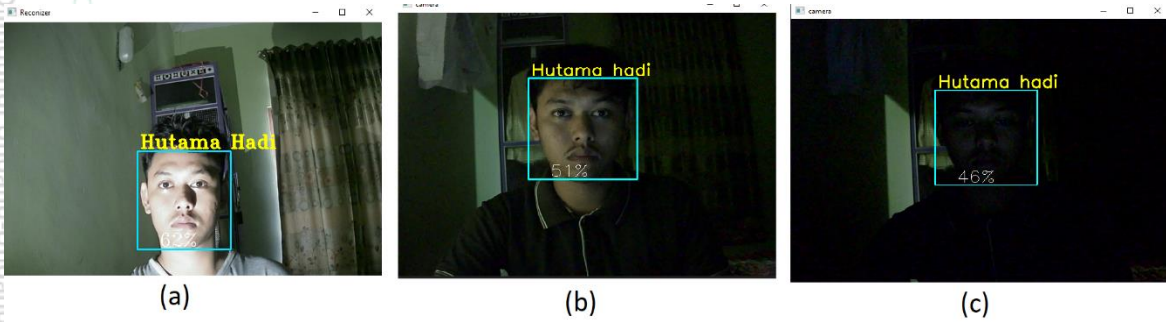 Reconizer
camera
camera
Hutama Hadi
62%
Hutama hadi
51%
Hutama hadi
46%
(a)
(b)
(c)